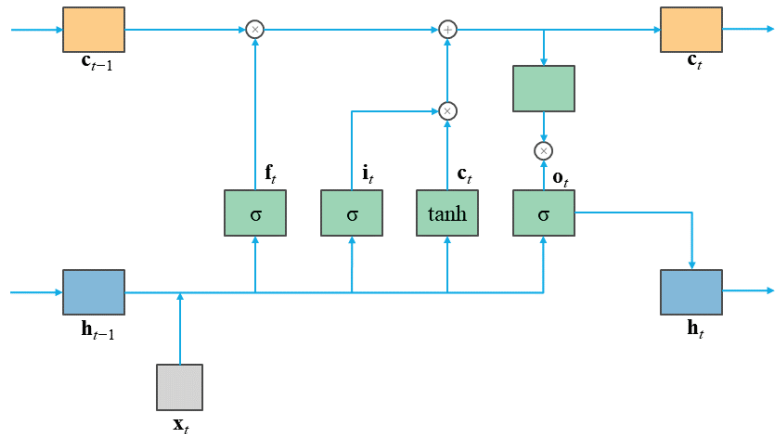 × +
c_{t−1} c_t
×
×
f_t i_t c_t o_t
σ σ tanh σ
h_{t−1} h_t
x_t